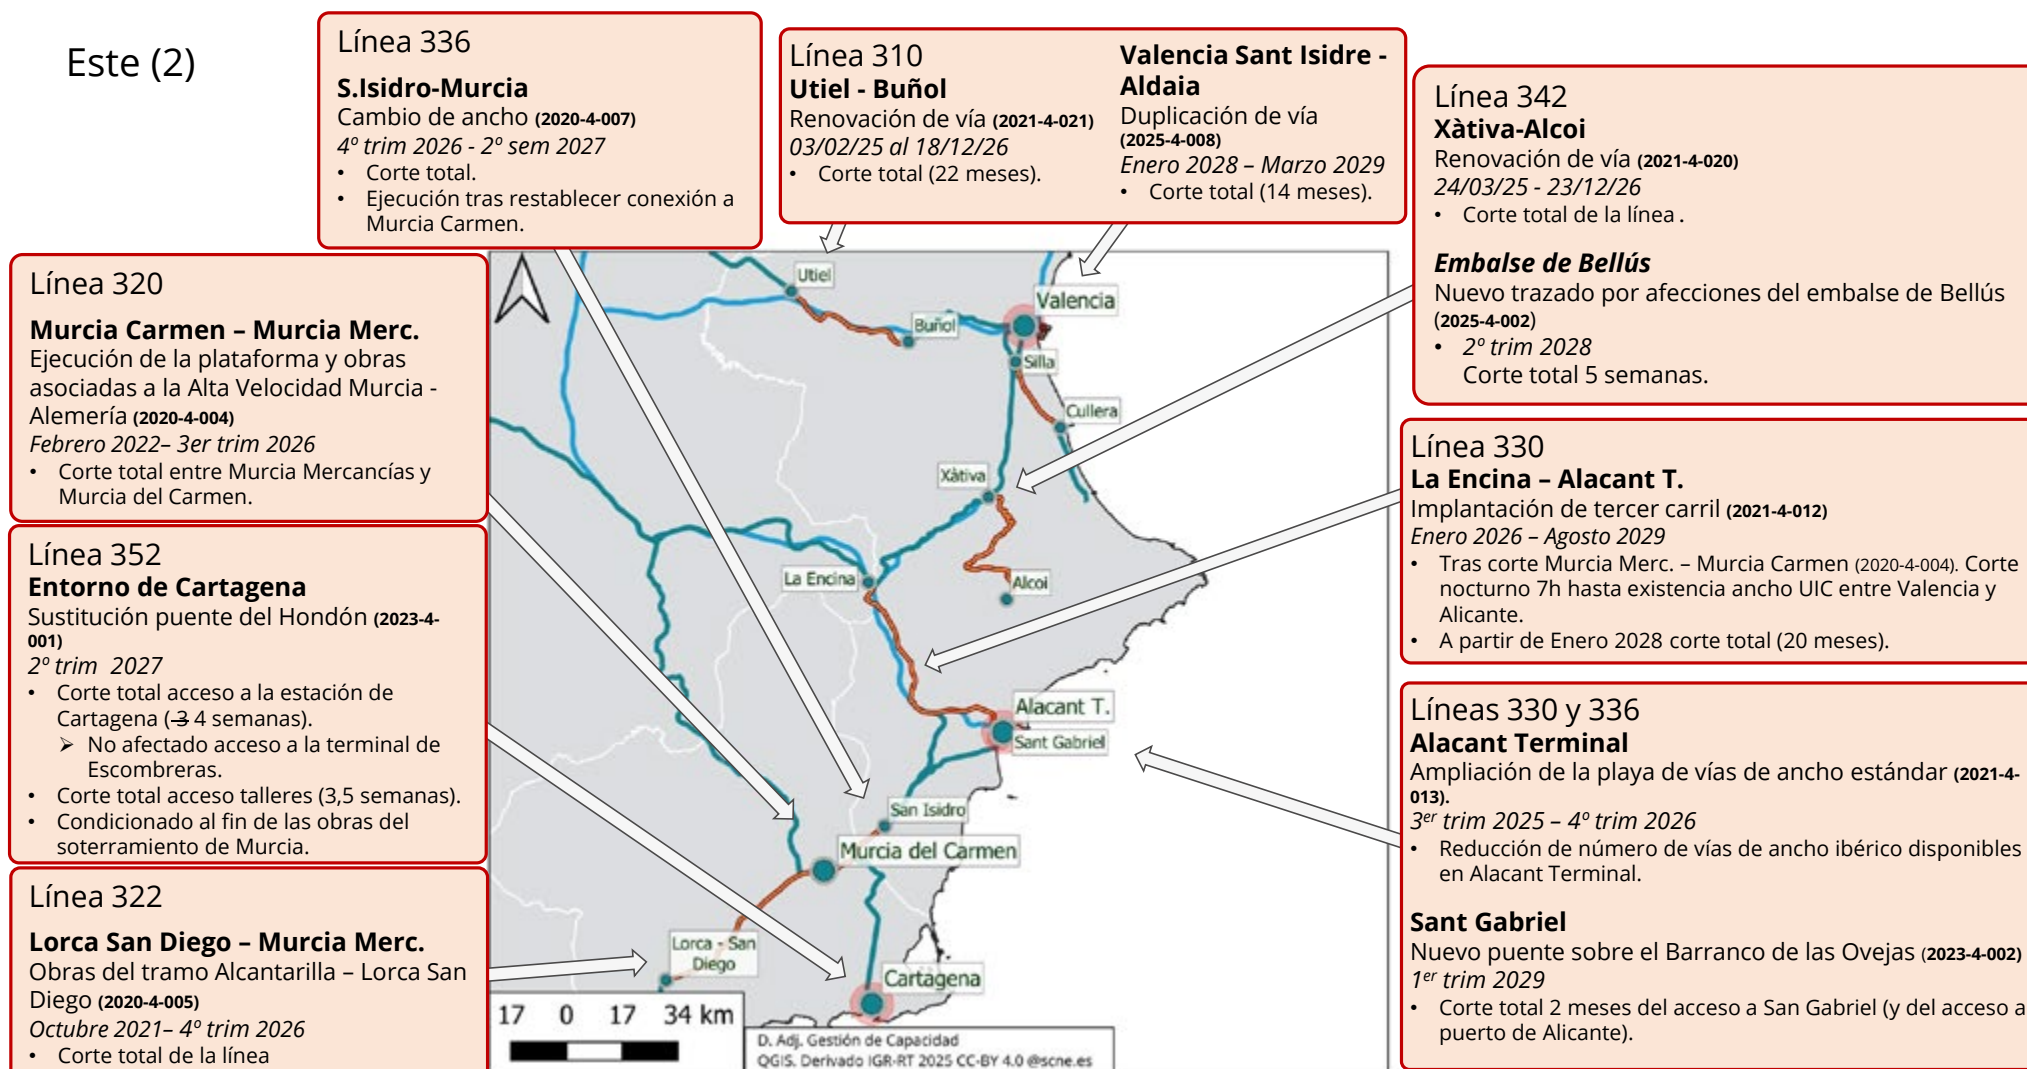 Este (2)
Línea 336
S.Isidro-Murcia
Cambio de ancho (2020-4-007)
4º trim 2026 - 2º sem 2027
• Corte total.
• Ejecución tras restablecer conexión a
Murcia Carmen.
Línea 310
Utiel - Buñol
Renovación de vía (2021-4-021)
03/02/25 al 18/12/26
• Corte total (22 meses).
Valencia Sant Isidre -
Aldaia
Duplicación de vía
(2025-4-008)
Enero 2028 – Marzo 2029
• Corte total (14 meses).
Línea 342
Xàtiva-Alcoi
Renovación de vía (2021-4-020)
24/03/25 - 23/12/26
• Corte total de la línea .
Embalse de Bellús
Nuevo trazado por afecciones del embalse de Bellús
(2025-4-002)
• 2º trim 2028
Corte total 5 semanas.
Línea 320
Murcia Carmen – Murcia Merc.
Ejecución de la plataforma y obras
asociadas a la Alta Velocidad Murcia -
Alemería (2020-4-004)
Febrero 2022– 3er trim 2026
• Corte total entre Murcia Mercancías y
Murcia del Carmen.
Línea 352
Entorno de Cartagena
Sustitución puente del Hondón (2023-4-
001)
2º trim 2027
• Corte total acceso a la estación de
Cartagena (3 4 semanas).
➢ No afectado acceso a la terminal de
Escombreras.
• Corte total acceso talleres (3,5 semanas).
• Condicionado al fin de las obras del
soterramiento de Murcia.
Línea 322
Lorca San Diego – Murcia Merc.
Obras del tramo Alcantarilla – Lorca San
Diego (2020-4-005)
Octubre 2021– 4º trim 2026
• Corte total de la línea
Línea 330
La Encina – Alacant T.
Implantación de tercer carril (2021-4-012)
Enero 2026 – Agosto 2029
• Tras corte Murcia Merc. – Murcia Carmen (2020-4-004). Corte
nocturno 7h hasta existencia ancho UIC entre Valencia y
Alicante.
• A partir de Enero 2028 corte total (20 meses).
Líneas 330 y 336
Alacant Terminal
Ampliación de la playa de vías de ancho estándar (2021-4-
013).
3er trim 2025 – 4º trim 2026
• Reducción de número de vías de ancho ibérico disponibles
en Alacant Terminal.
Sant Gabriel
Nuevo puente sobre el Barranco de las Ovejas (2023-4-002)
1er trim 2029
• Corte total 2 meses del acceso a San Gabriel (y del acceso a
puerto de Alicante).
Utiel
Valencia
Buñol
Silla
Cullera
Xàtiva
La Encina
Alcoi
Alacant T.
Sant Gabriel
San Isidro
Murcia del Carmen
Lorca - San
Diego
Cartagena
17 0 17 34 km
D. Adj. Gestión de Capacidad
QGIS. Derivado IGR-RT 2025 CC-BY 4.0 @scne.es